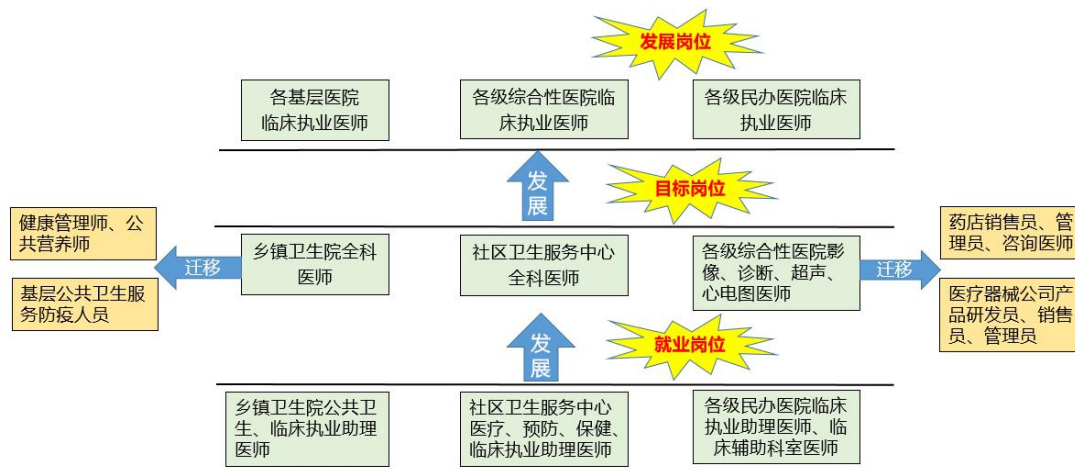 发展岗位
各基层医院
临床执业医师
各级综合性医院临
床执业医师
各级民办医院临床
执业医师
发
展
目标岗位
健康管理师、公
共营养师
基层公共卫生服
务防疫人员
迁移
乡镇卫生院全科
医师
社区卫生服务中心
全科医师
各级综合性医院影
像、诊断、超声、
心电图医师
迁移
药店销售员、管
理员、咨询医师
医疗器械公司产
品研发员、销售
员、管理员
发
展
就业岗位
乡镇卫生院公共卫
生、临床执业助理
医师
社区卫生服务中心
医疗、预防、保健、
临床执业助理医师
各级民办医院临床
执业助理医师、临
床辅助科室医师